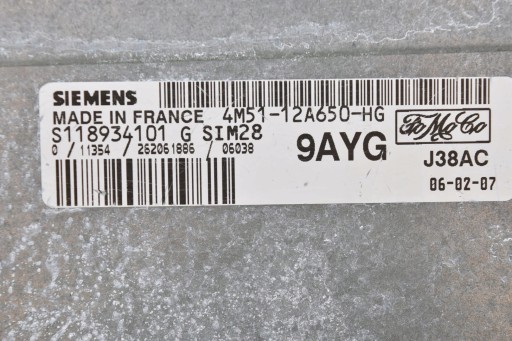 SIEMENS
MADE IN FRANCE 4M51-12A650-HG
S118934101 G SIM28
0 / 11354 / 262061886 / 06038
9AYG
FoMoCo
J38AC
06-02-07